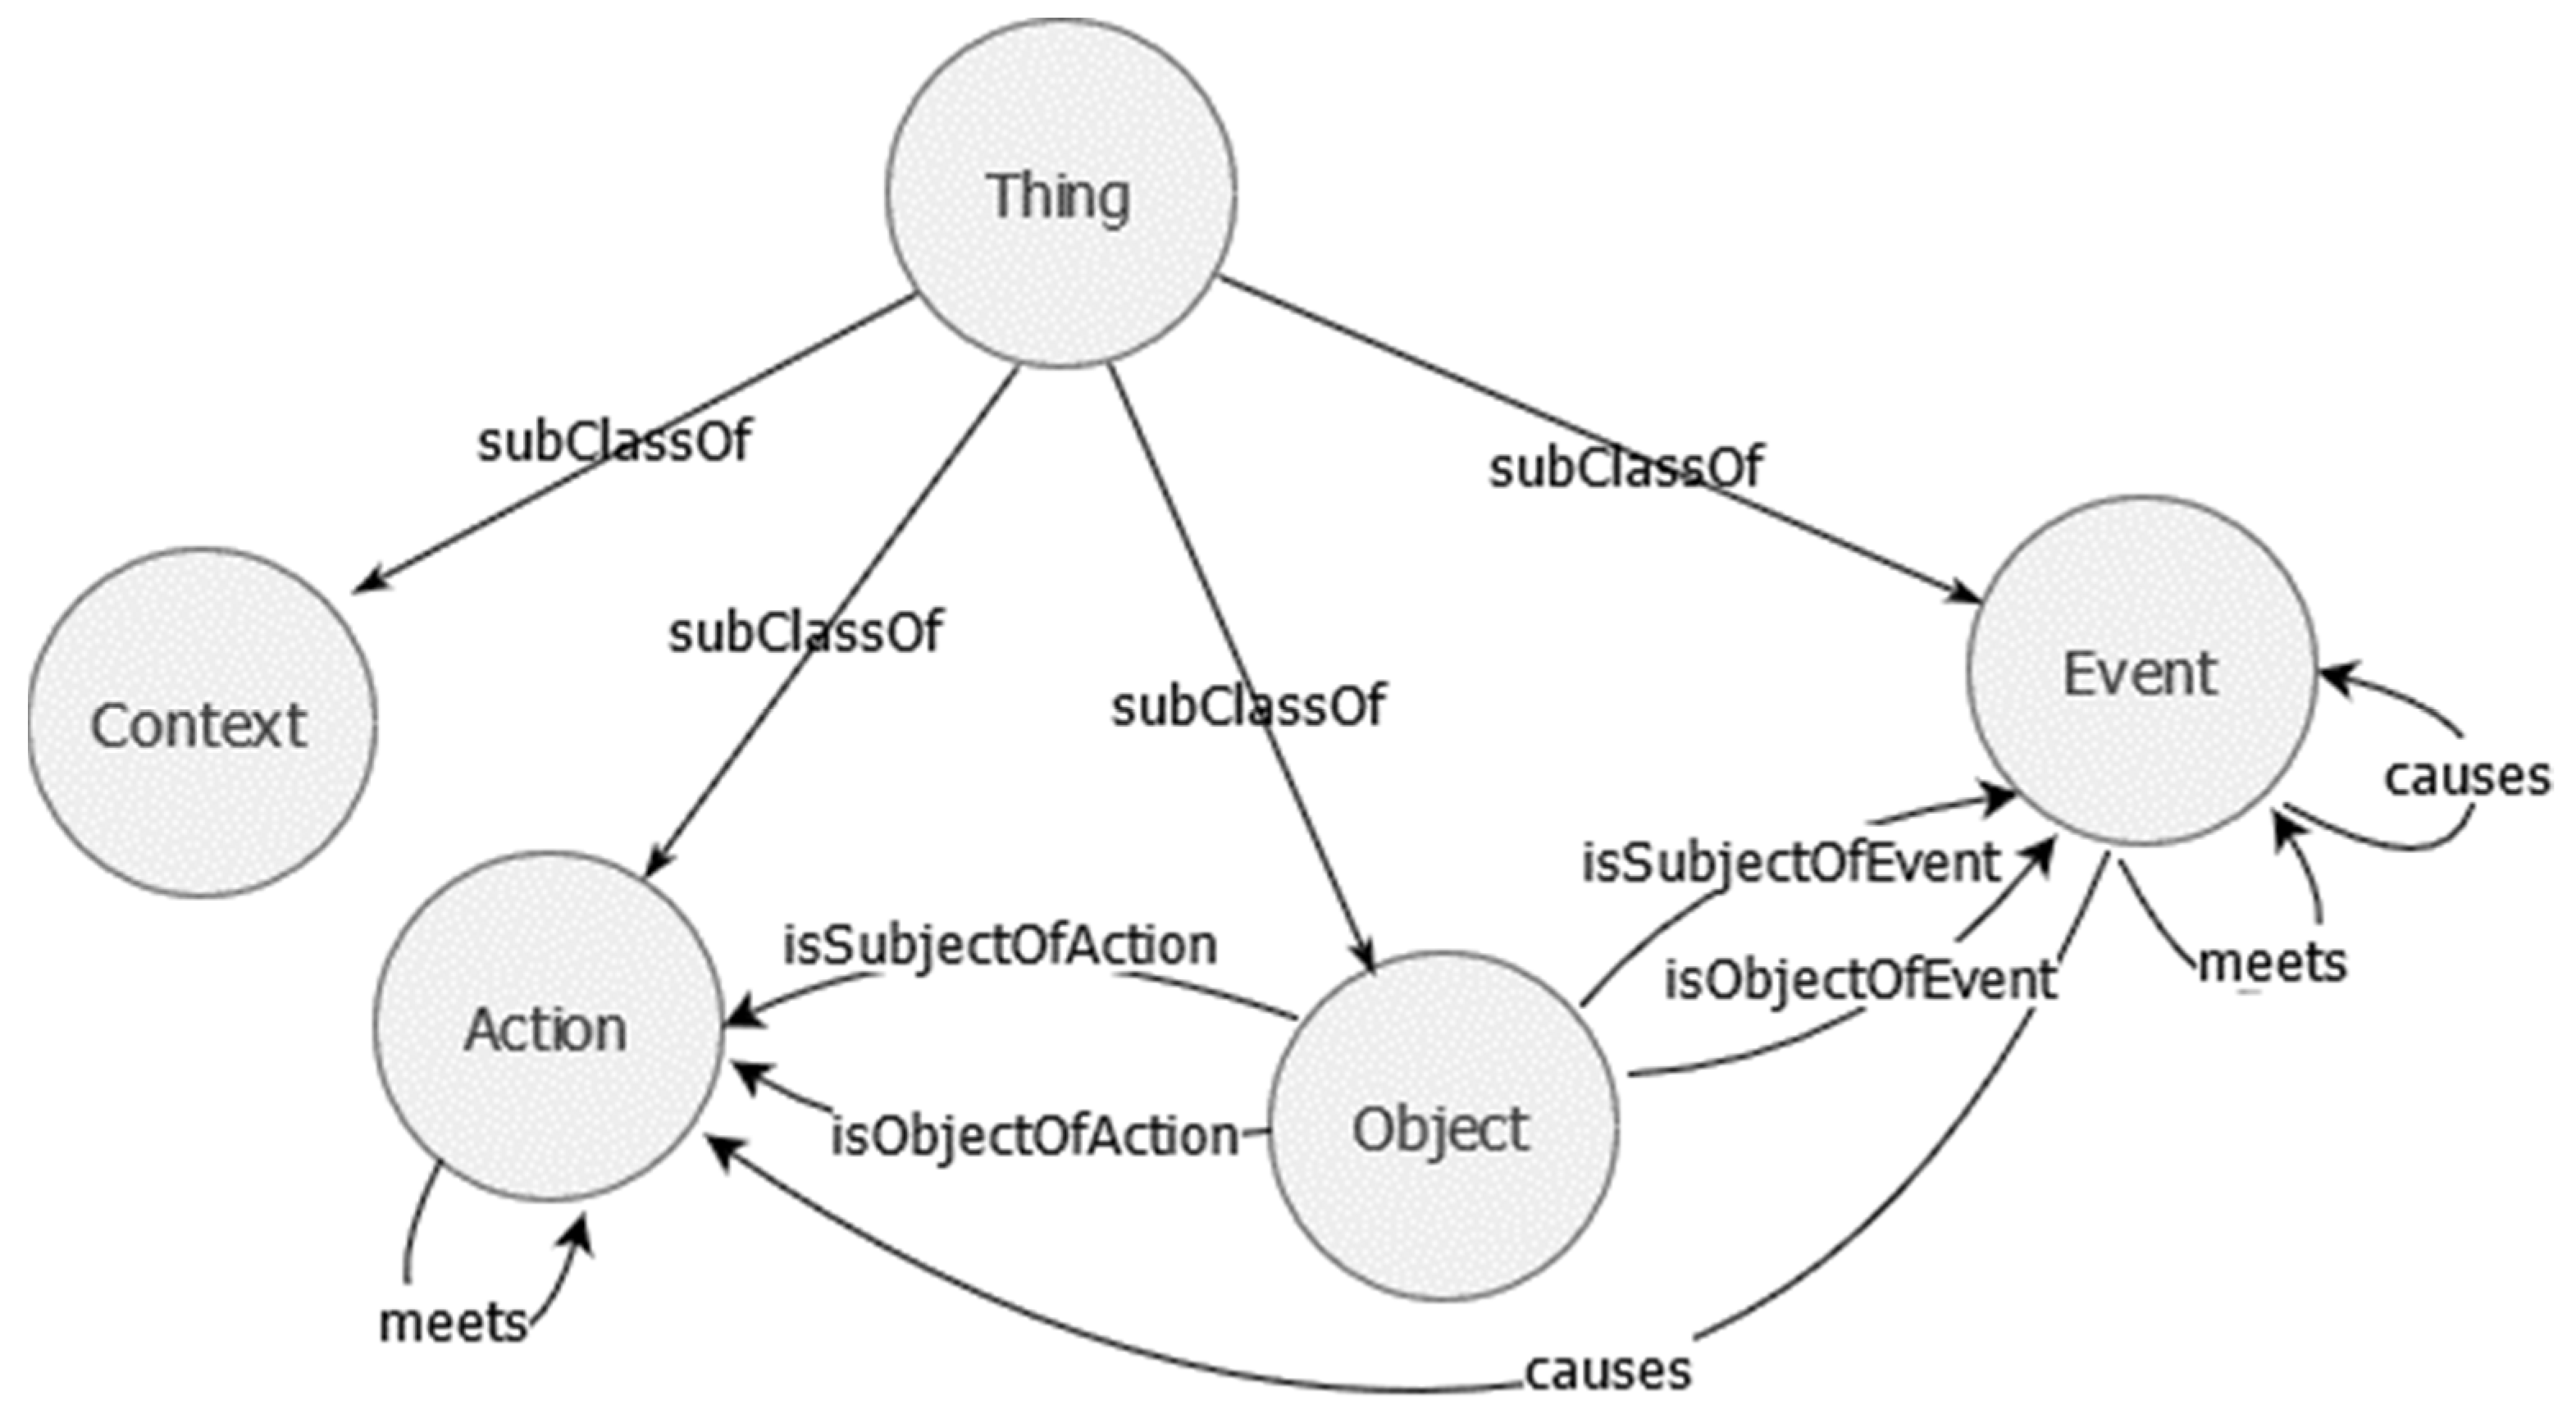 Thing
subClassOf
subClassOf
subClassOf
subClassOf
Context
Event
causes
isSubjectOfEvent
isSubjectOfAction
isObjectOfEvent
meets
Action
isObjectOfAction
Object
meets
causes